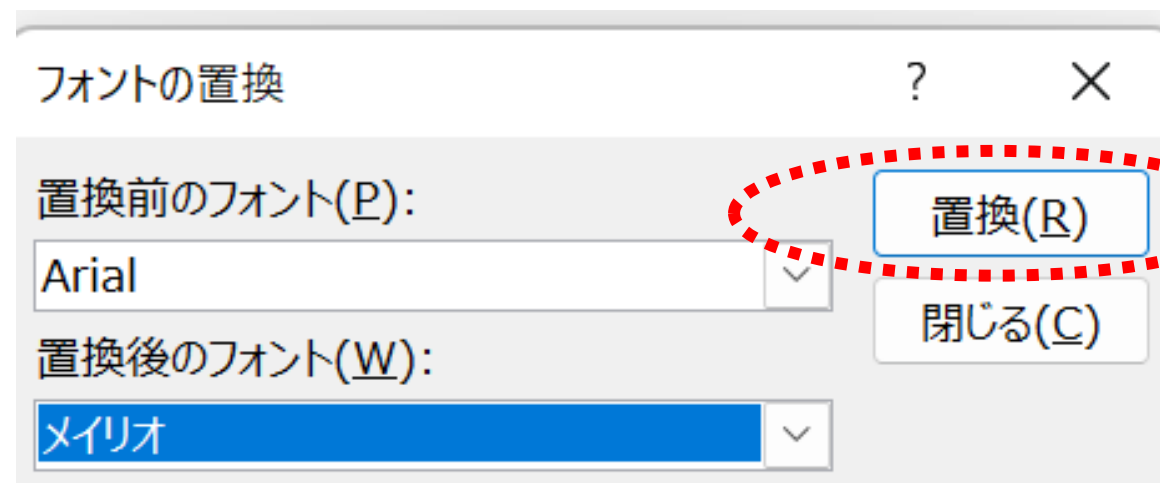 フォントの置換 ? ×
置換前のフォント(P):
置換(R)
Arial
閉じる(C)
置換後のフォント(W):
メイリオ